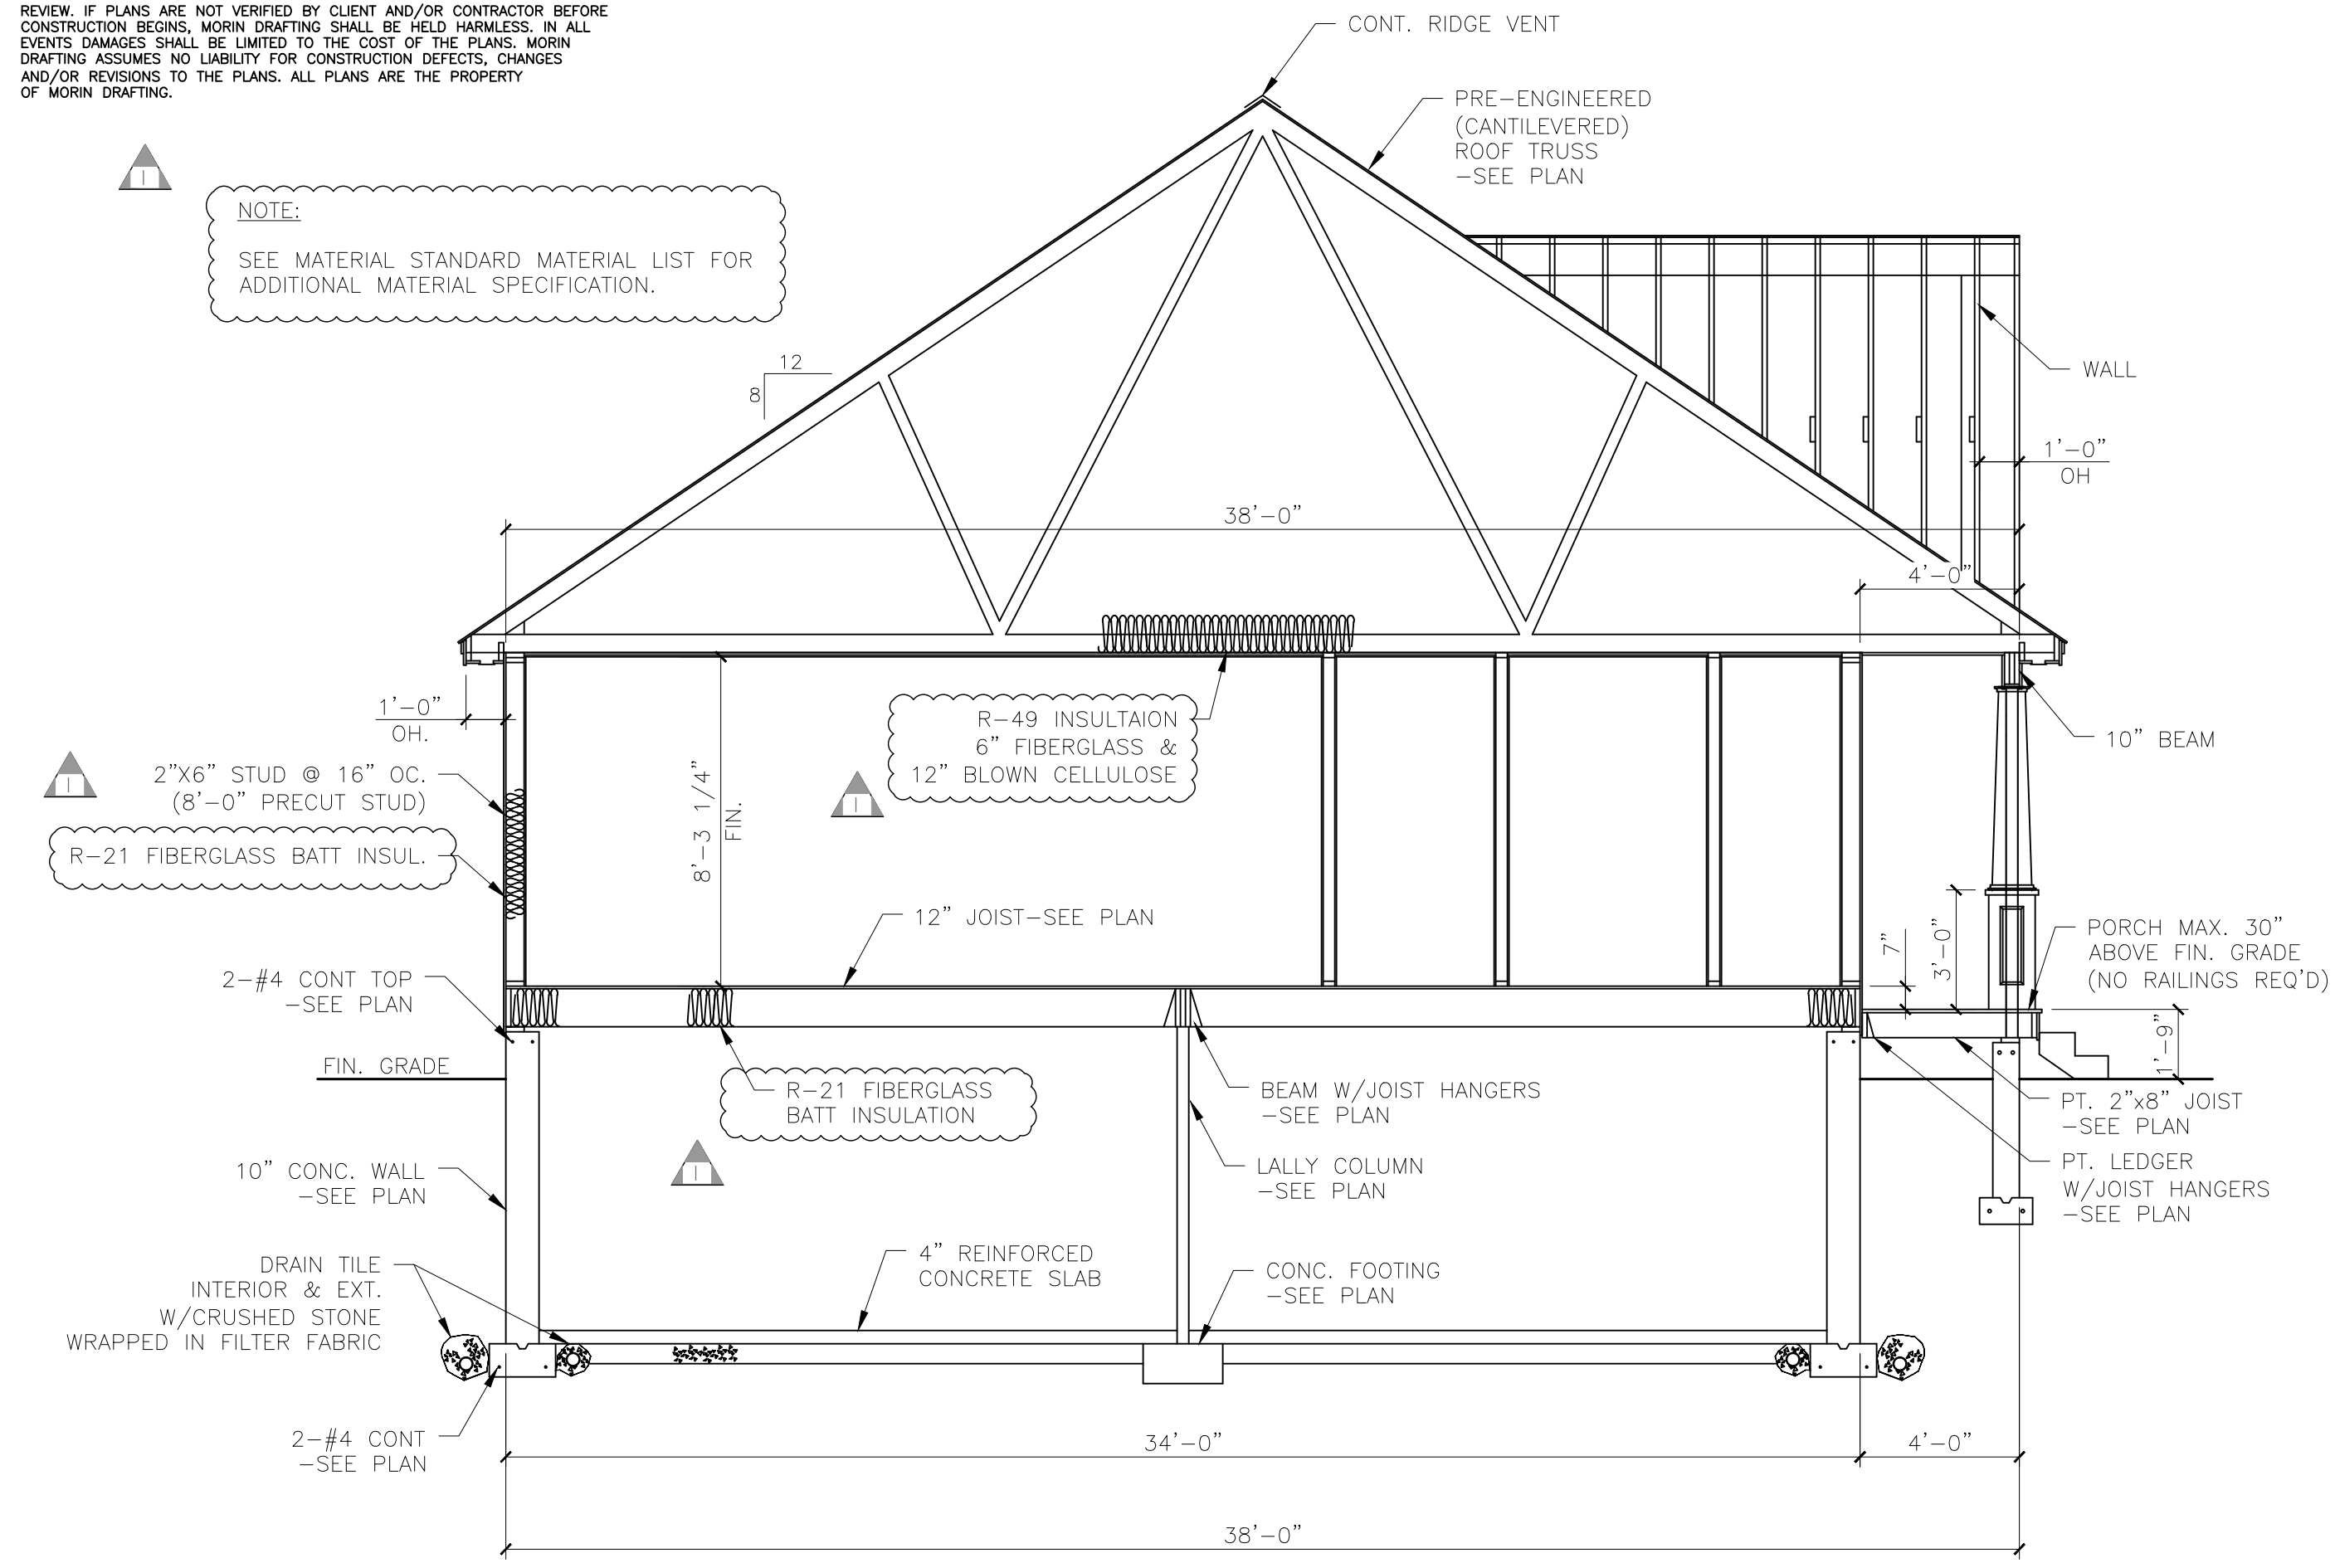 REVIEW. IF PLANS ARE NOT VERIFIED BY CLIENT AND/OR CONTRACTOR BEFORE
CONSTRUCTION BEGINS, MORIN DRAFTING SHALL BE HELD HARMLESS. IN ALL
EVENTS DAMAGES SHALL BE LIMITED TO THE COST OF THE PLANS. MORIN
DRAFTING ASSUMES NO LIABILITY FOR CONSTRUCTION DEFECTS, CHANGES
AND/OR REVISIONS TO THE PLANS. ALL PLANS ARE THE PROPERTY
OF MORIN DRAFTING.
CONT. RIDGE VENT
PRE-ENGINEERED
(CANTILEVERED)
ROOF TRUSS
-SEE PLAN
1
NOTE:
SEE MATERIAL STANDARD MATERIAL LIST FOR
ADDITIONAL MATERIAL SPECIFICATION.
12
8
WALL
1'-0"
OH
38'-0"
4'-0"
1'-0"
OH.
R-49 INSULTAION
6" FIBERGLASS &
12" BLOWN CELLULOSE
1
10" BEAM
1
2"X6" STUD @ 16" OC.
(8'-0" PRECUT STUD)
R-21 FIBERGLASS BATT INSUL.
8'-3 1/4"
FIN.
12" JOIST-SEE PLAN
7"
3'-0"
PORCH MAX. 30"
ABOVE FIN. GRADE
(NO RAILINGS REQ'D)
2-#4 CONT TOP
-SEE PLAN
1'-9"
FIN. GRADE
R-21 FIBERGLASS
BATT INSULATION
1
BEAM W/JOIST HANGERS
-SEE PLAN
PT. 2"x8" JOIST
-SEE PLAN
10" CONC. WALL
-SEE PLAN
LALLY COLUMN
-SEE PLAN
PT. LEDGER
W/JOIST HANGERS
-SEE PLAN
DRAIN TILE
INTERIOR & EXT.
W/CRUSHED STONE
WRAPPED IN FILTER FABRIC
4" REINFORCED
CONCRETE SLAB
CONC. FOOTING
-SEE PLAN
2-#4 CONT
-SEE PLAN
34'-0"
4'-0"
38'-0"